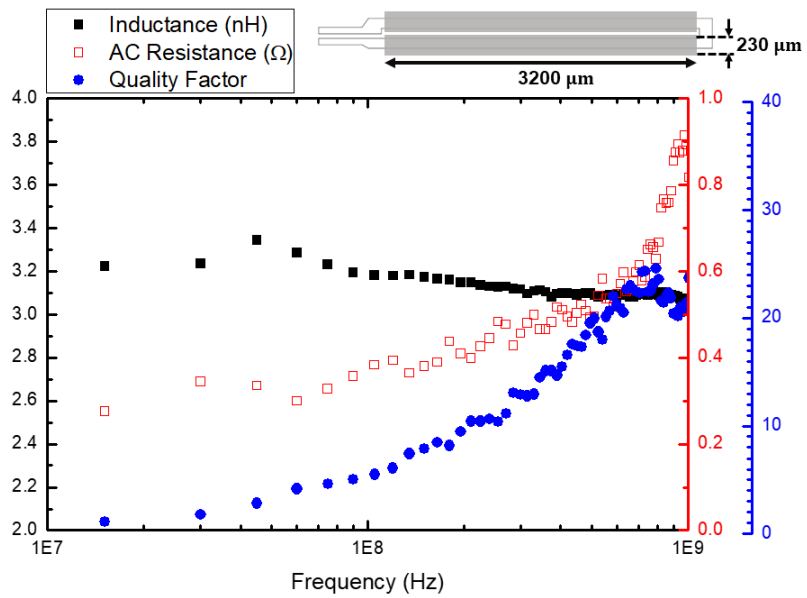 Inductance (nH)
AC Resistance (Ω)
Quality Factor
230 μm
3200 μm
4.0
3.8
3.6
3.4
3.2
3.0
2.8
2.6
2.4
2.2
2.0
1.0
0.8
0.6
0.4
0.2
0.0
40
30
20
10
0
1E7
1E8
1E9
Frequency (Hz)